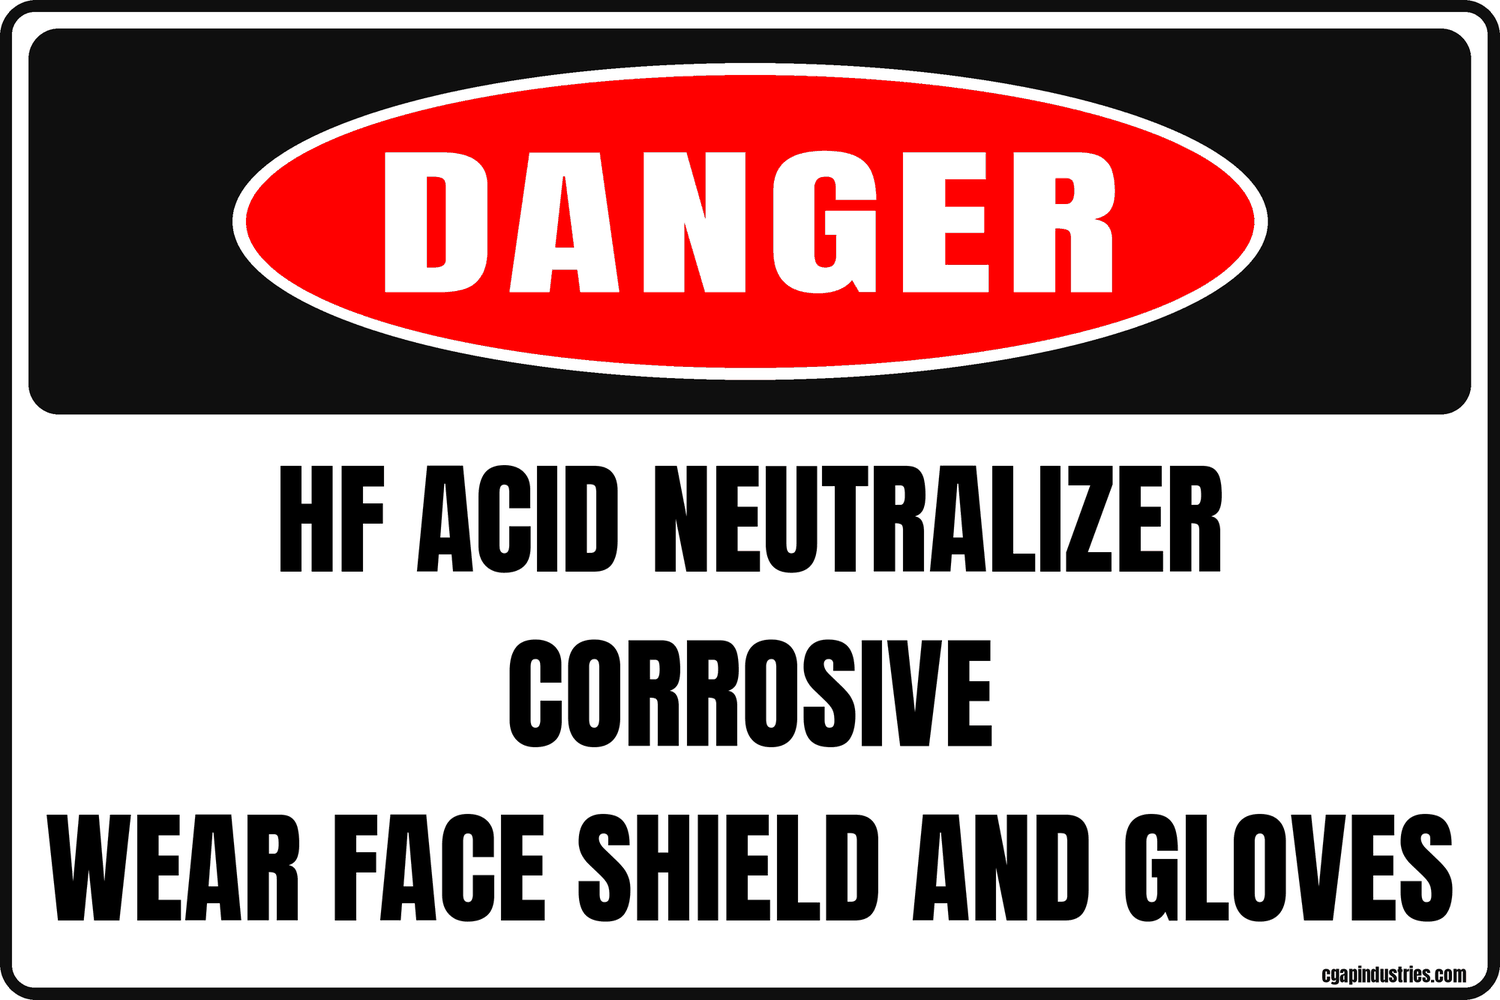 DANGER
HF ACID NEUTRALIZER
CORROSIVE
WEAR FACE SHIELD AND GLOVES
cgapindustries.com